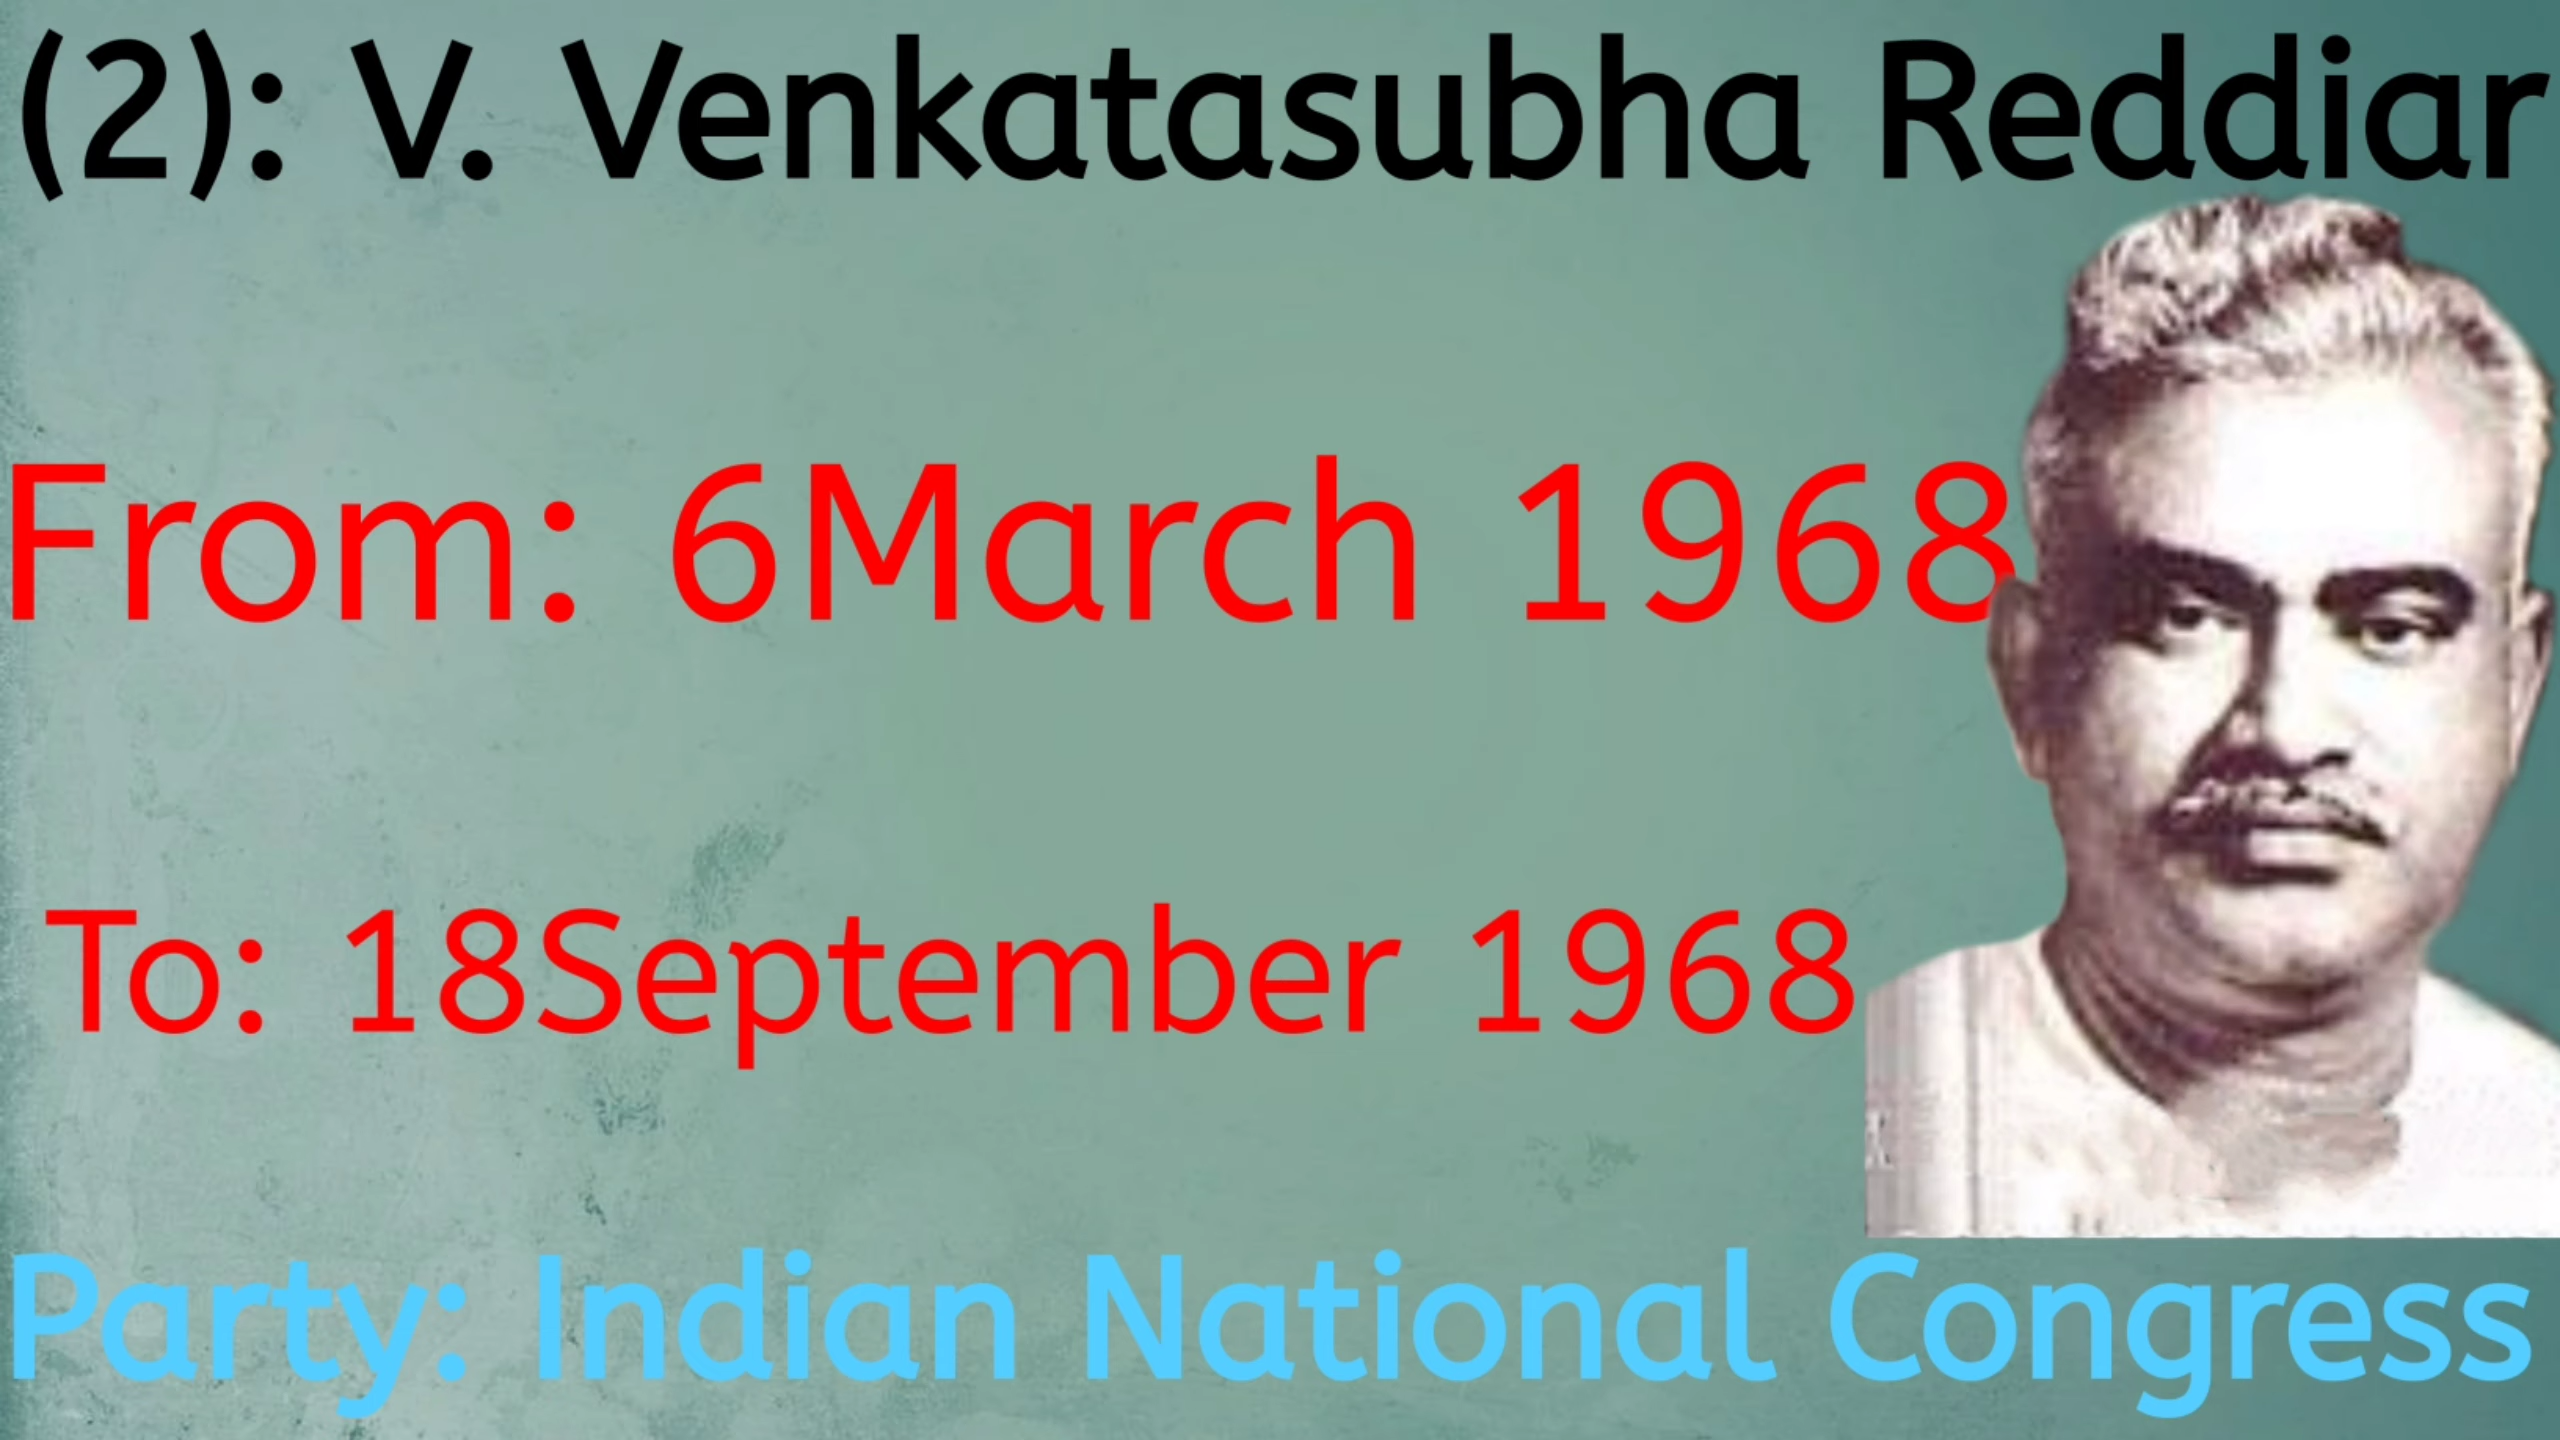 (2): V. Venkatasubha Reddiar
From: 6March 1968
To: 18September 1968
Party: Indian National Congress